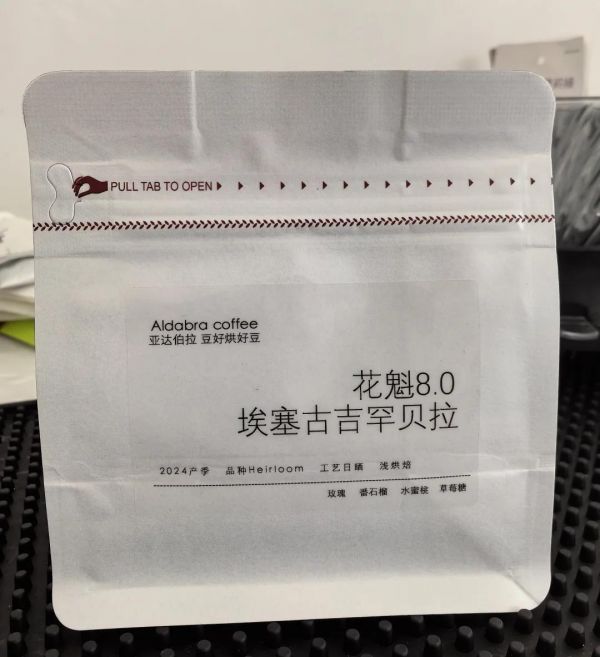 PULL TAB TO OPEN
Aldabra coffee
亚达伯拉 豆好烘好豆
花魁8.0
埃塞古吉罕贝拉
2024产季 品种Heirloom 工艺日晒 浅烘焙
玫瑰 番石榴 水蜜桃 草莓糖